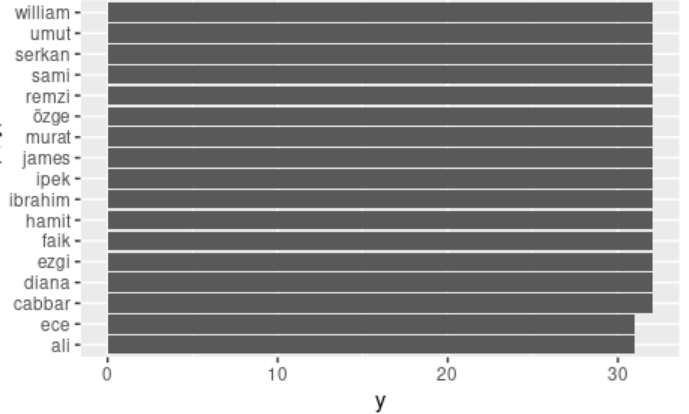 william
umut
serkan
sami
remzi
özge
murat
james
ipek
ibrahim
hamit
faik
ezgi
diana
cabbar
ece
ali
0 10 20 30
y